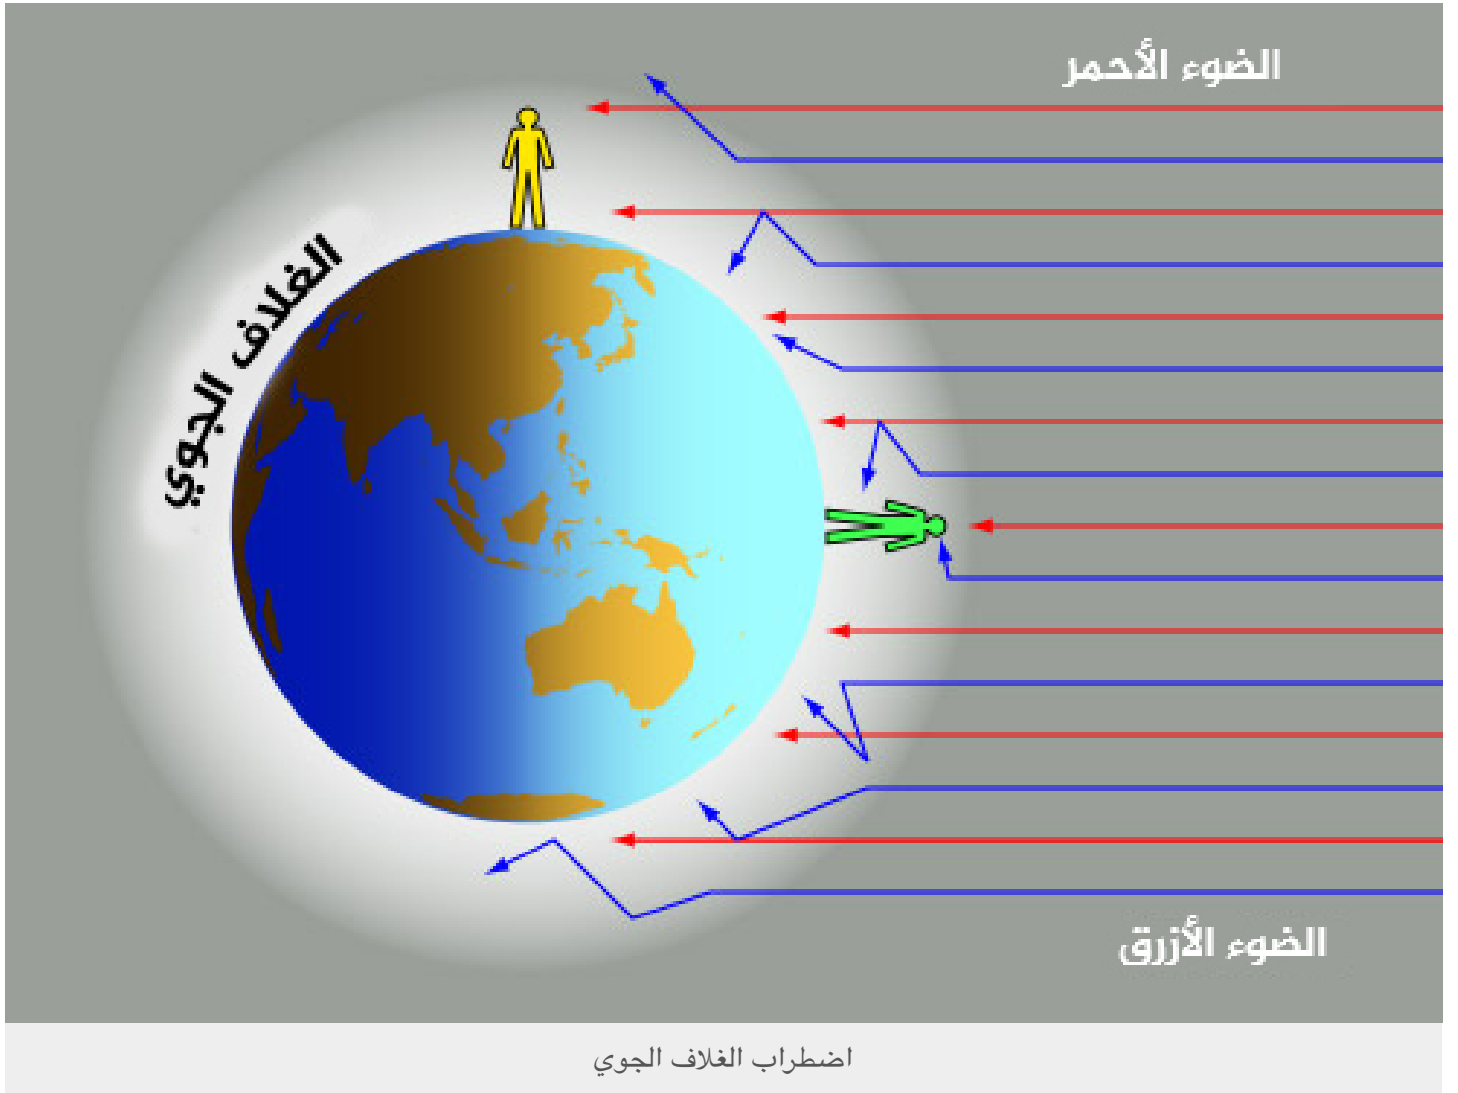 الضوء الأحمر
الغلاف الجوي
الضوء الأزرق
اضطراب الغلاف الجوي